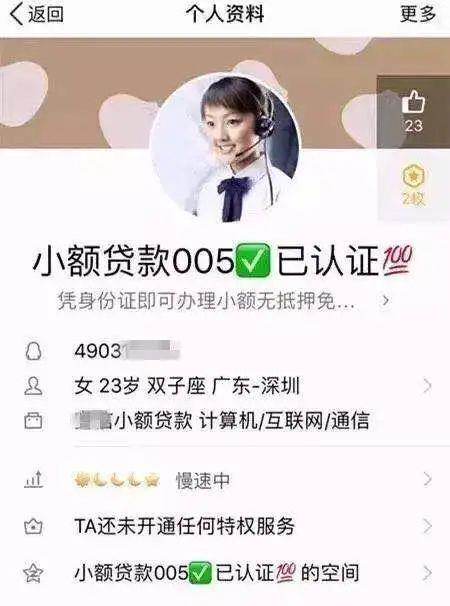 返回 个人资料 更多
23
2枚
小额贷款005✅已认证💯
凭身份证即可办理小额无抵押免…
4903
女 23岁 双子座 广东-深圳
信小额贷款 计算机/互联网/通信
慢速中
TA还未开通任何特权服务
小额贷款005✅已认证💯 的空间